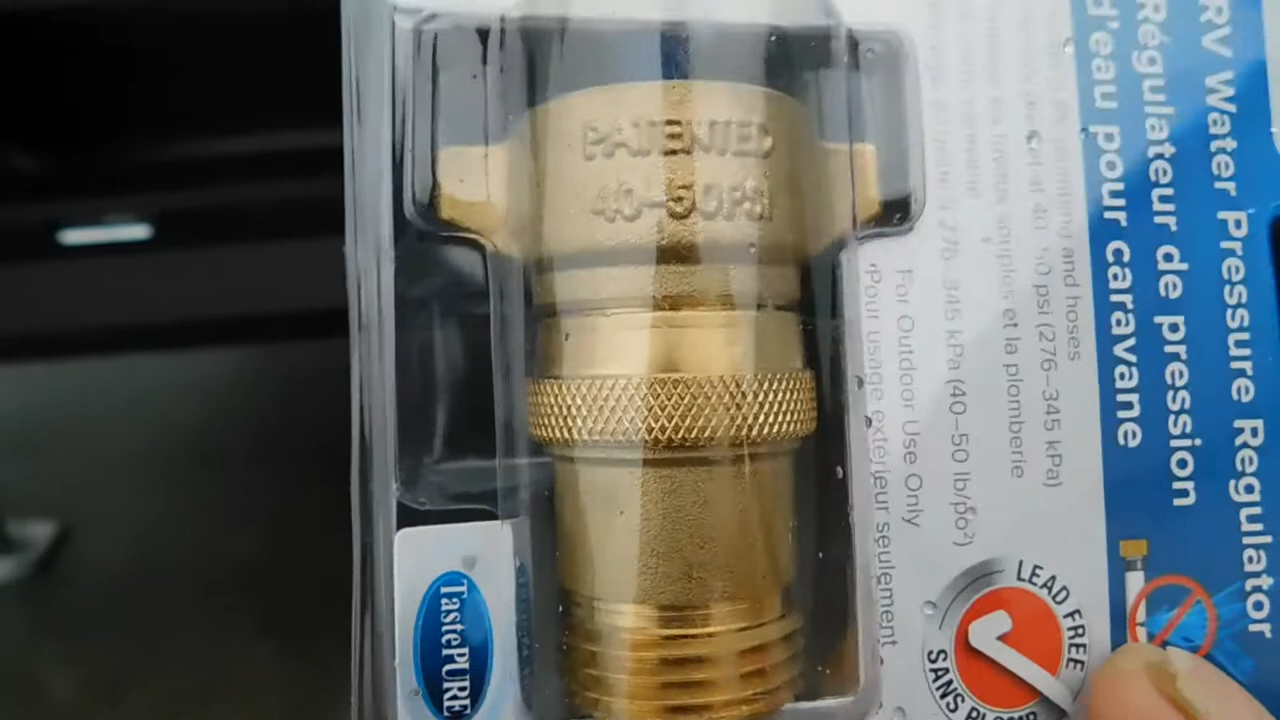 PATENTED
40-50PSI
RV Water Pressure Regulator
Régulateur de pression
d'eau pour caravane
and hoses
40–50 psi (276–345 kPa)
souples et la plomberie
276–345 kPa (40–50 lb/po²)
For Outdoor Use Only
Pour usage extérieur seulement
TastePURE
LEAD FREE
SANS